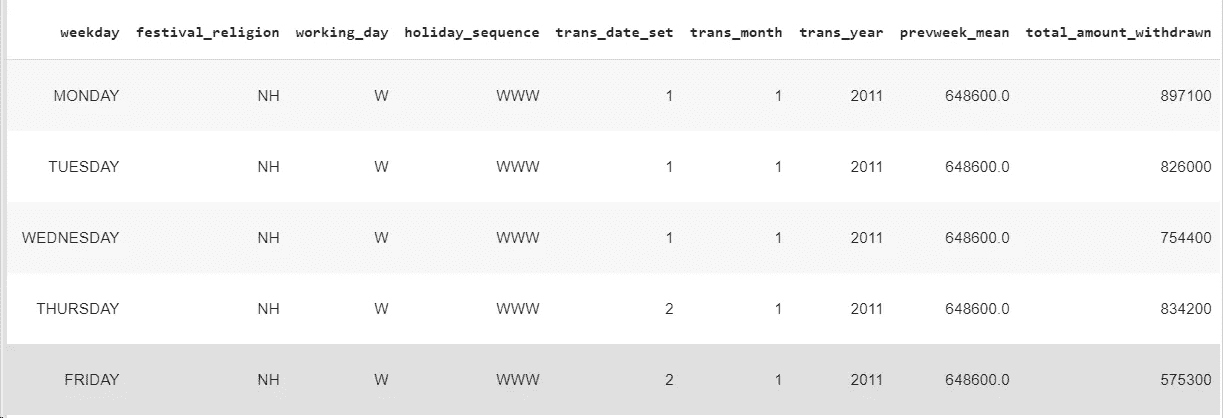 weekday festival_religion working_day holiday_sequence trans_date_set trans_month trans_year prevweek_mean total_amount_withdrawn
MONDAY NH W WWW 1 1 2011 648600.0 897100
TUESDAY NH W WWW 1 1 2011 648600.0 826000
WEDNESDAY NH W WWW 1 1 2011 648600.0 754400
THURSDAY NH W WWW 2 1 2011 648600.0 834200
FRIDAY NH W WWW 2 1 2011 648600.0 575300